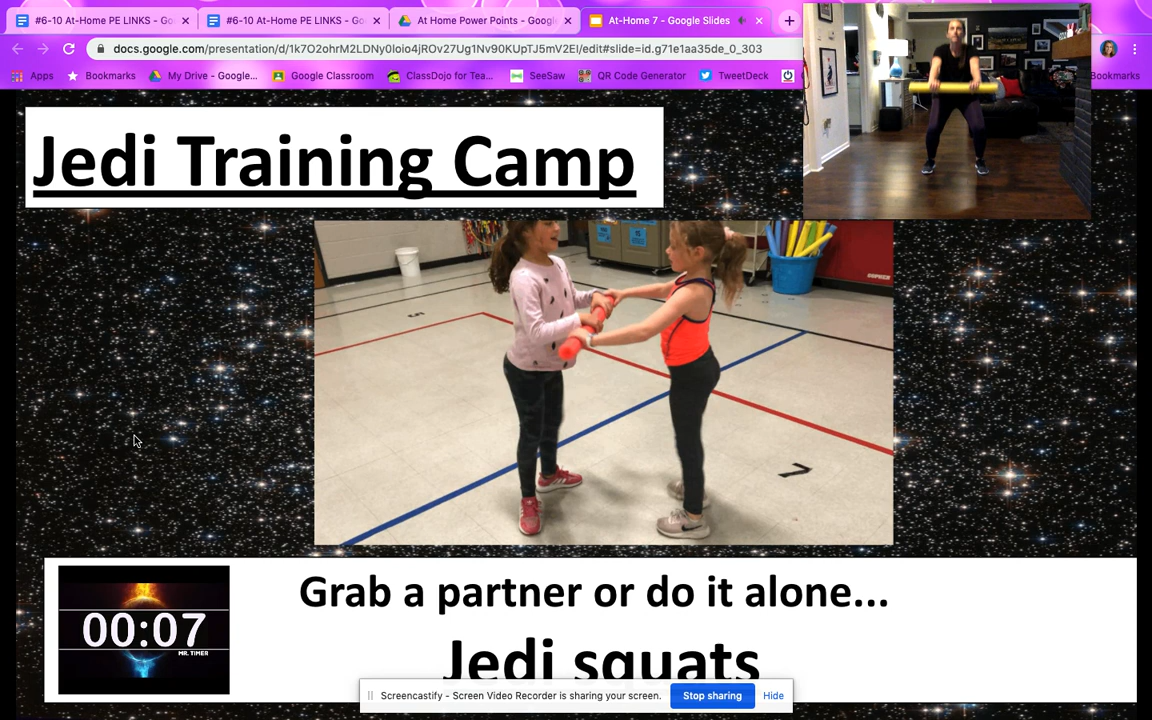 #6-10 At-Home PE LINKS - Go
#6-10 At-Home PE LINKS - Go
At Home Power Points - Google
At-Home 7 - Google Slides
docs.google.com/presentation/d/1k7O2ohrM2LDNy0Ioio4jROv27Ug1Nv90KUpTJ5mV2EI/edit#slide=id.g71e1aa35de_0_303
Apps
Bookmarks
My Drive - Google...
Google Classroom
ClassDojo for Tea...
SeeSaw
QR Code Generator
TweetDeck
Bookmarks
Jedi Training Camp
Grab a partner or do it alone...
00:07
MR. TIMER
Jedi squats
Screencastify - Screen Video Recorder is sharing your screen.
Stop sharing
Hide